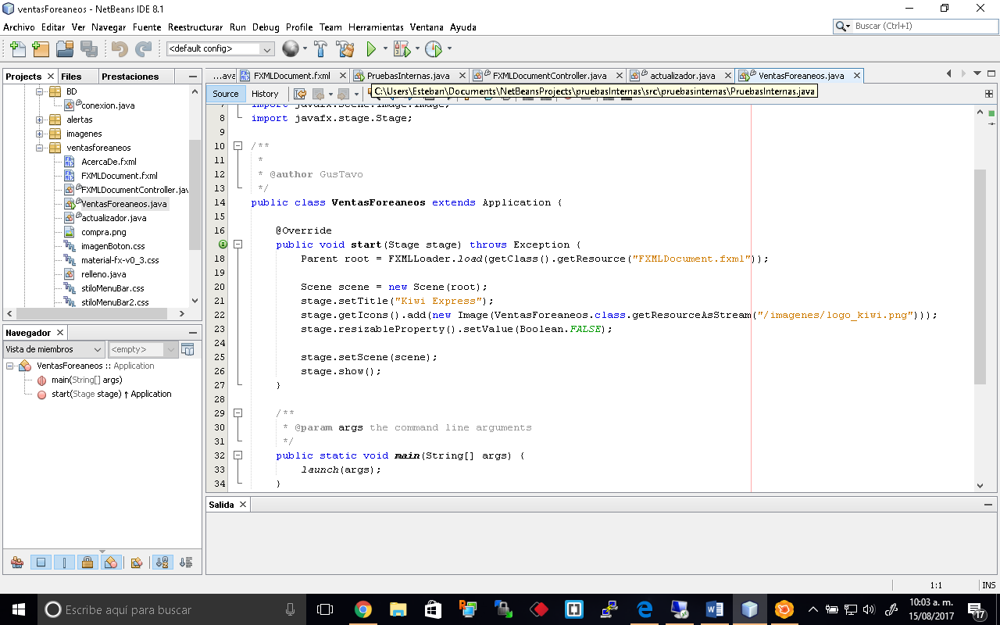 ventasForeaneos - NetBeans IDE 8.1
Archivo Editar Ver Navegar Fuente Reestructurar Run Debug Profile Team Herramientas Ventana Ayuda
Buscar (Ctrl+I)
<default config>
Projects Files Prestaciones
BD
conexion.java
alertas
imagenes
ventasforeaneos
AcercaDe.fxml
FXMLDocument.fxml
FXMLDocumentController.jav
VentasForeaneos.java
actualizador.java
compra.png
imagenBoton.css
material-fx-v0_3.css
relleno.java
stiloMenuBar.css
stiloMenuBar2.css
Navegador
Vista de miembros <empty>
VentasForeaneos :: Application
main(String[] args)
start(Stage stage) ↑ Application
...ava FXMLDocument.fxml PruebasInternas.java FXMLDocumentController.java actualizador.java VentasForeaneos.java
Source History
C:\Users\Esteban\Documents\NetBeansProjects\pruebasInternas\src\pruebasinternas\PruebasInternas.java
7 import javafx.scene.image.Image;
8 import javafx.stage.Stage;
9
10 /**
11 *
12 * @author GusTavo
13 */
14 public class VentasForeaneos extends Application {
15
16 @Override
public void start(Stage stage) throws Exception {
18 Parent root = FXMLLoader.load(getClass().getResource("FXMLDocument.fxml"));
19
20 Scene scene = new Scene(root);
21 stage.setTitle("Kiwi Express");
22 stage.getIcons().add(new Image(VentasForeaneos.class.getResourceAsStream("/imagenes/logo_kiwi.png")));
23 stage.resizableProperty().setValue(Boolean.FALSE);
24
25 stage.setScene(scene);
26 stage.show();
27 }
28
29 /**
30 * @param args the command line arguments
31 */
32 public static void main(String[] args) {
33 launch(args);
34 }
Salida
1:1 INS
Escribe aquí para buscar
10:03 a. m.
15/08/2017
17